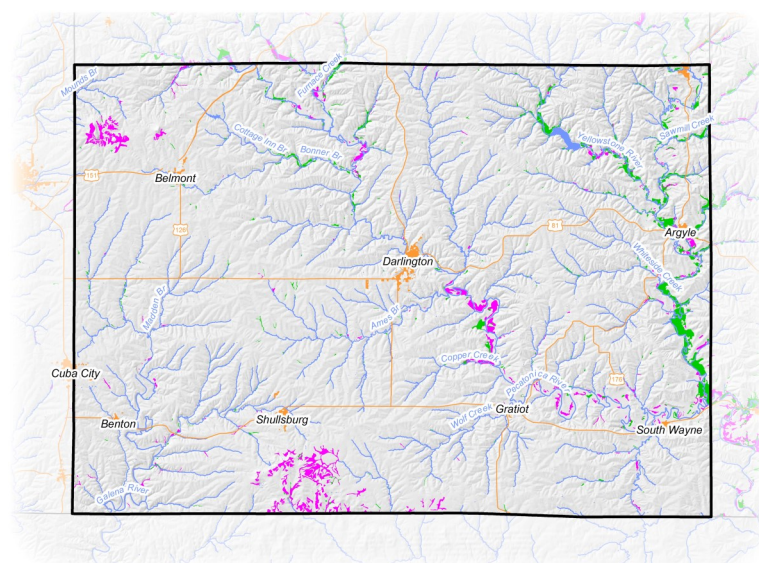 Mounds Br
Furnace Creek
Sawmill Creek
Cottage Inn Br
Bonner Br
Yellowstone River
151
Belmont
126
81
Argyle
Darlington
Whiteside Creek
Madden Br
Ames Br
Copper Creek
Cuba City
Pecatonica River
176
Benton
Shullsburg
Wolf Creek
Gratiot
South Wayne
Galena River